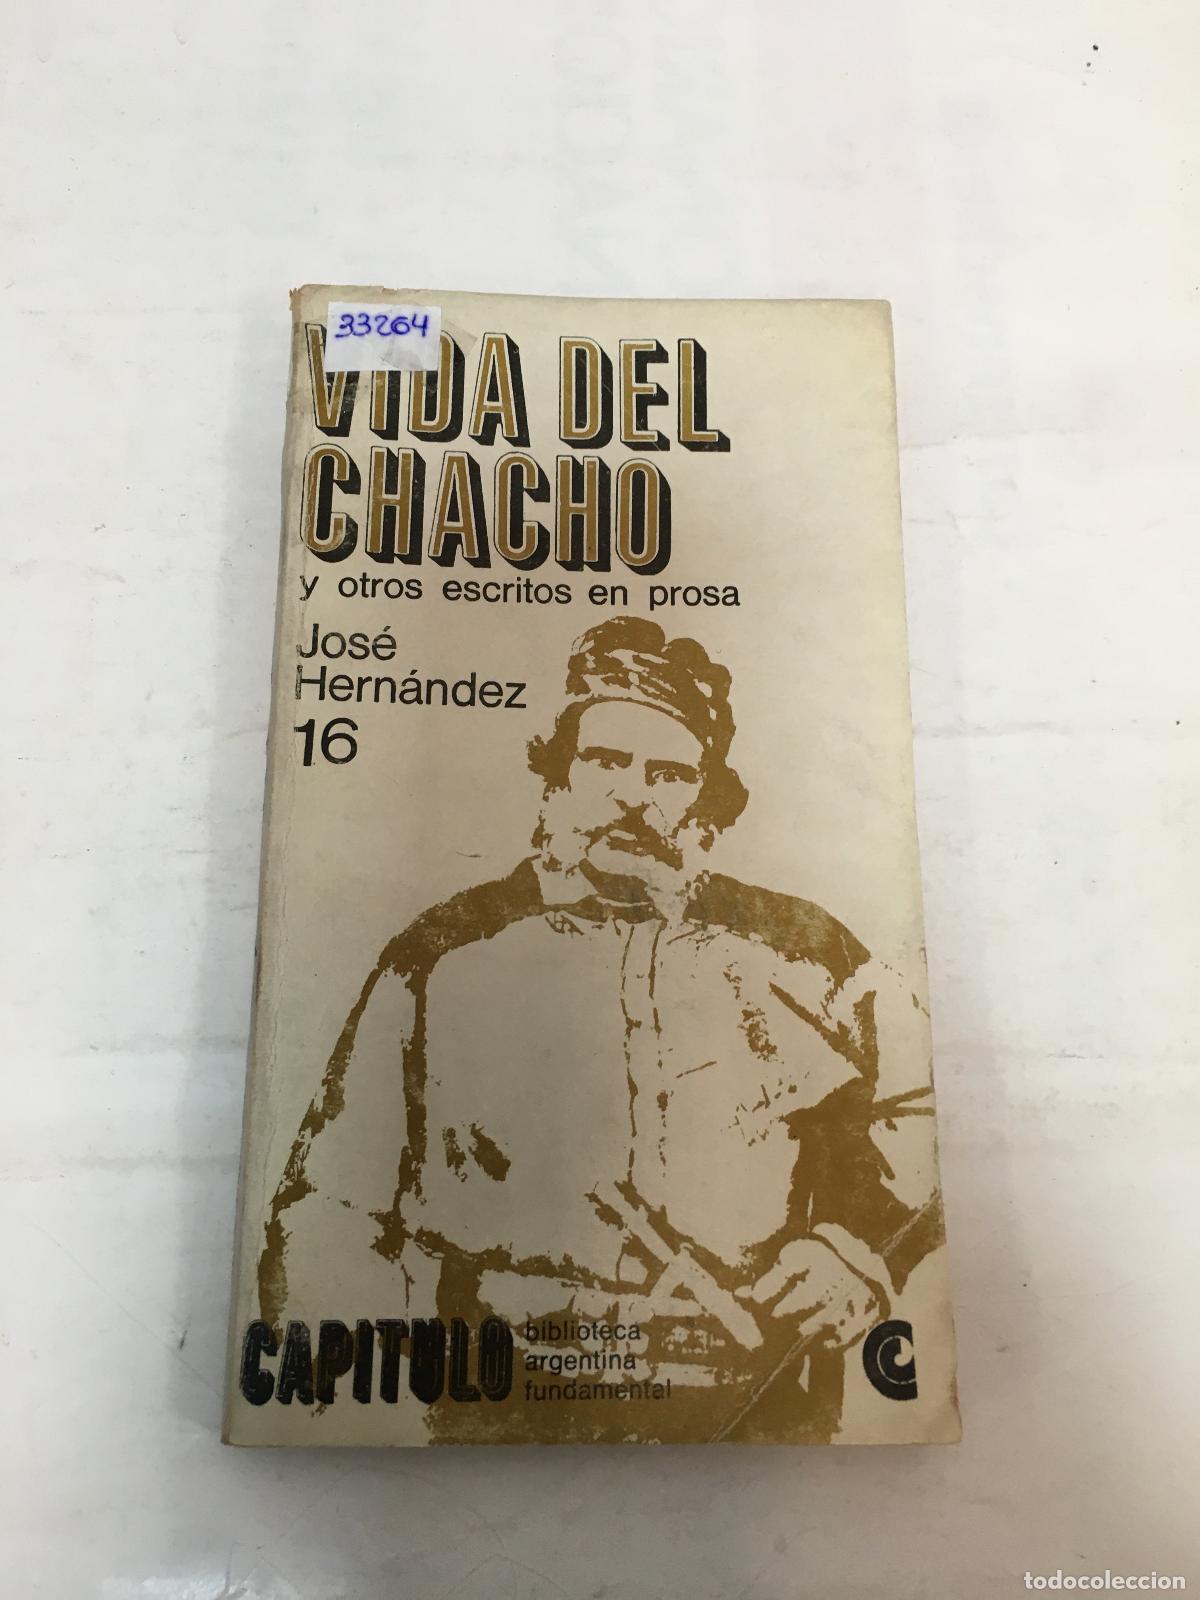 33264
VIDA DEL
CHACHO
y otros escritos en prosa
José
Hernández
16
CAPITULO
biblioteca
argentina
fundamental
todocoleccion